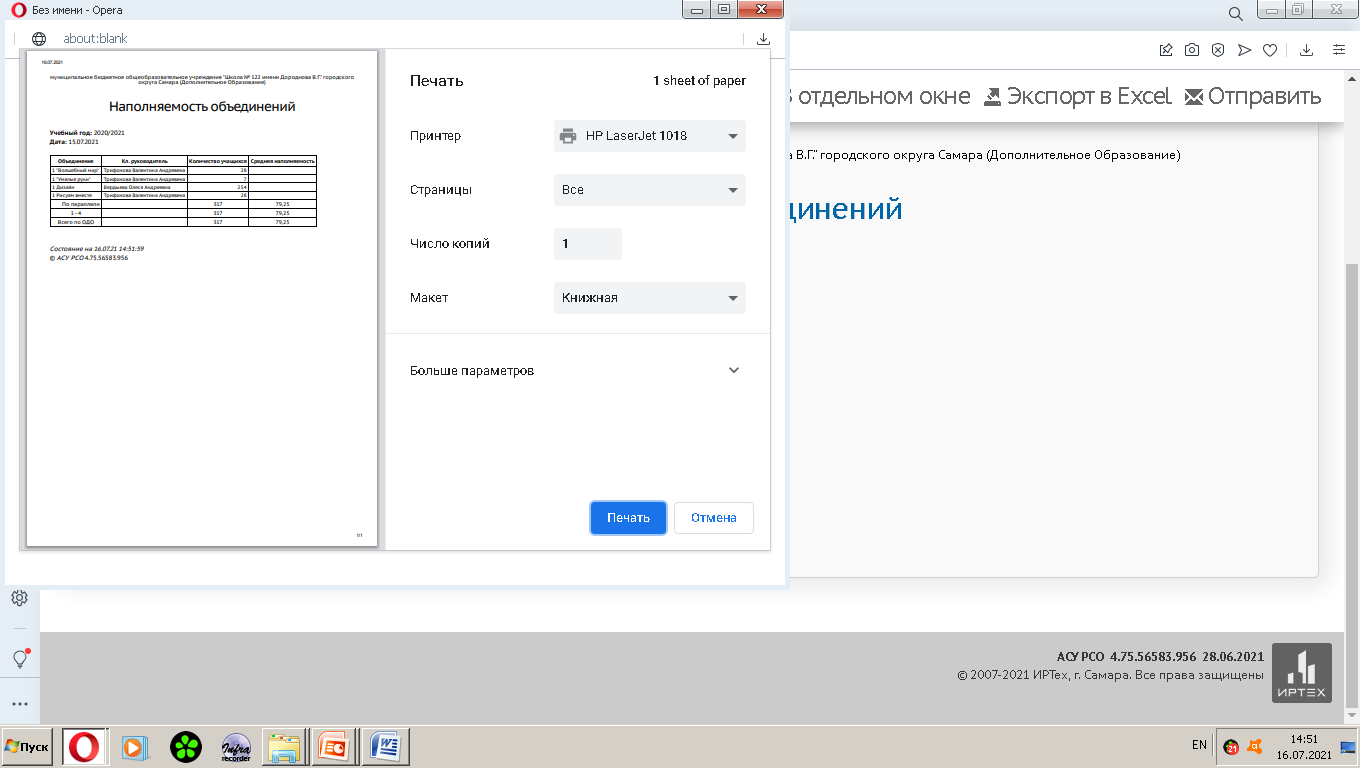 Без имени - Opera
about:blank
16.07.2021
муниципальное бюджетное общеобразовательное учреждение "Школа № 122 имени Дороднова В.Г." городского
округа Самара (Дополнительное Образование)
Наполняемость объединений
Учебный год: 2020/2021
Дата: 15.07.2021
Объединение Кл. руководитель Количество учащихся Средняя наполняемость
1 "Волшебный мир" Трифонова Валентина Андреевна 28
1 "Умелые руки" Трифонова Валентина Андреевна 7
1 Дизайн Вердыева Олеся Андреевна 254
1 Рисуем вместе Трифонова Валентина Андреевна 28
По параллели 317 79,25
1 - 4 317 79,25
Всего по ОДО 317 79,25
Состояние на 16.07.21 14:51:59
© АСУ РСО 4.75.56583.956
1/1
Печать 1 sheet of paper
Принтер HP LaserJet 1018
Страницы Все
Число копий 1
Макет Книжная
Больше параметров
Печать Отмена
отдельном окне Экспорт в Excel Отправить
В.Г." городского округа Самара (Дополнительное Образование)
динений
АСУ РСО 4.75.56583.956 28.06.2021
© 2007-2021 ИРТех, г. Самара. Все права защищены
ИРТЕХ
Пуск
Infra
recorder
EN
21
14:51
16.07.2021